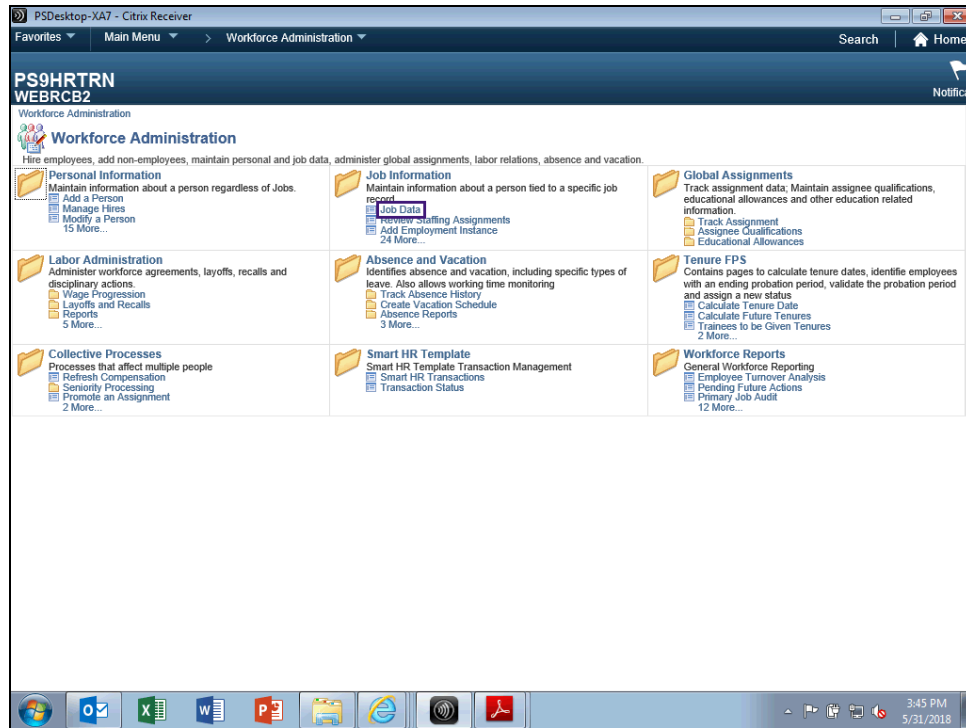 PSDesktop-XA7 - Citrix Receiver
Favorites Main Menu > Workforce Administration Search Home
PS9HRTRN
WEBRCB2
Notifica
Workforce Administration
Workforce Administration
Hire employees, add non-employees, maintain personal and job data, administer global assignments, labor relations, absence and vacation.
Personal Information
Maintain information about a person regardless of Jobs.
Add a Person
Manage Hires
Modify a Person
15 More...
Job Information
Maintain information about a person tied to a specific job
record.
Job Data
Review Staffing Assignments
Add Employment Instance
24 More...
Global Assignments
Track assignment data; Maintain assignee qualifications,
educational allowances and other education related
information.
Track Assignment
Assignee Qualifications
Educational Allowances
Labor Administration
Administer workforce agreements, layoffs, recalls and
disciplinary actions.
Wage Progression
Layoffs and Recalls
Reports
5 More...
Absence and Vacation
Identifies absence and vacation, including specific types of
leave. Also allows working time monitoring
Track Absence History
Create Vacation Schedule
Absence Reports
3 More...
Tenure FPS
Contains pages to calculate tenure dates, identifie employees
with an ending probation period, validate the probation period
and assign a new status
Calculate Tenure Date
Calculate Future Tenures
Trainees to be Given Tenures
2 More...
Collective Processes
Processes that affect multiple people
Refresh Compensation
Seniority Processing
Promote an Assignment
2 More...
Smart HR Template
Smart HR Template Transaction Management
Smart HR Transactions
Transaction Status
Workforce Reports
General Workforce Reporting
Employee Turnover Analysis
Pending Future Actions
Primary Job Audit
12 More...
3:45 PM
5/31/2018